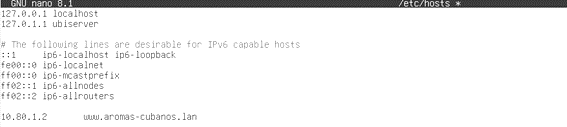 GNU nano 8.1 /etc/hosts *
127.0.0.1 localhost
127.0.1.1 ubiserver
# The following lines are desirable for IPv6 capable hosts
::1 ip6-localhost ip6-loopback
fe00::0 ip6-localnet
ff00::0 ip6-mcastprefix
ff02::1 ip6-allnodes
ff02::2 ip6-allrouters
10.80.1.2 www.aromas-cubanos.lan